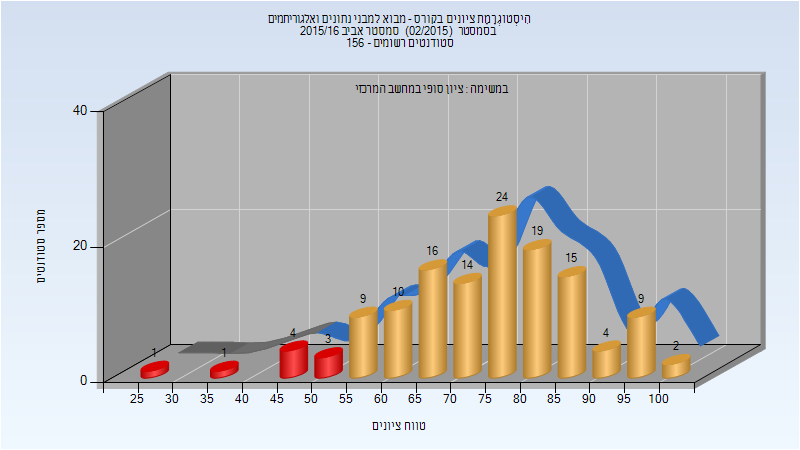 היסטוגרמת ציונים בקורס - מבוא למבני נתונים ואלגוריתמים
בסמסטר (02/2015) סמסטר אביב 2015/16
סטודנטים רשומים - 156
במשימה : ציון סופי במחשב המרכזי
מספר סטודנטים
40
20
0
1
1
4
3
9
10
16
14
24
19
15
4
9
2
25 30 35 40 45 50 55 60 65 70 75 80 85 90 95 100
טווח ציונים